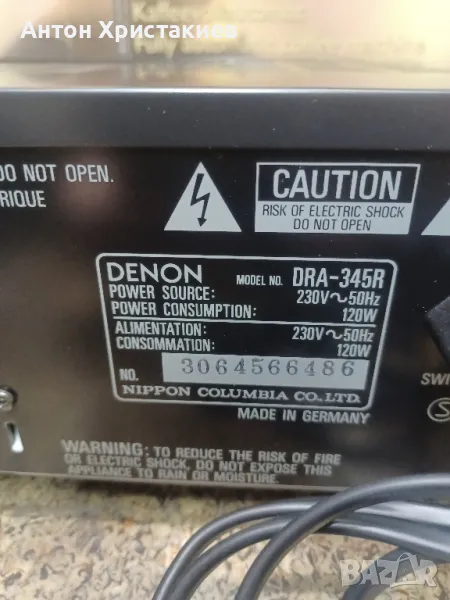 Антон Христакиев
Fully
DO NOT OPEN.
RIQUE
CAUTION
RISK OF ELECTRIC SHOCK
DO NOT OPEN
DENON MODEL NO. DRA-345R
POWER SOURCE: 230V~50Hz
POWER CONSUMPTION: 120W
ALIMENTATION: 230V~50Hz
CONSOMMATION: 120W
NO. 3064566486
NIPPON COLUMBIA CO., LTD.
MADE IN GERMANY
SWI
S
WARNING: TO REDUCE THE RISK OF FIRE
OR ELECTRIC SHOCK, DO NOT EXPOSE THIS
APPLIANCE TO RAIN OR MOISTURE.
BAZAR